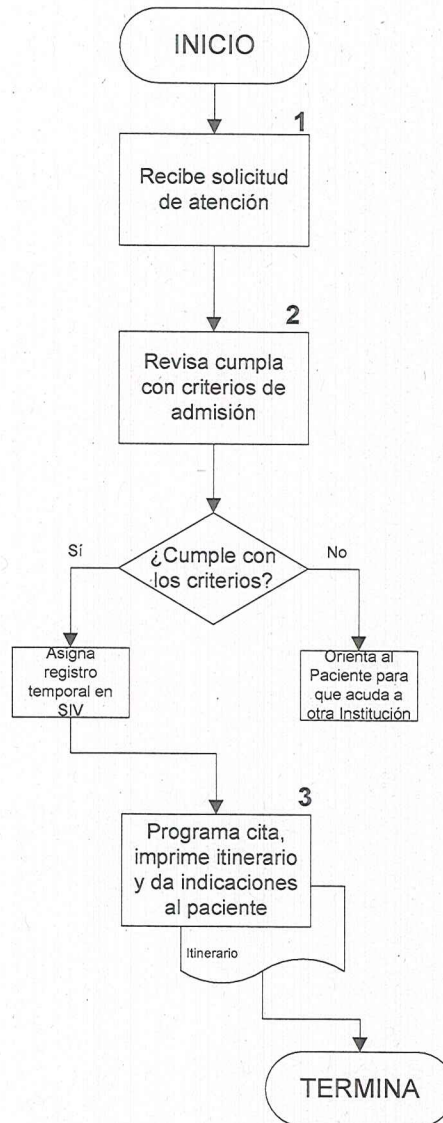 INICIO
1
Recibe solicitud
de atención
2
Revisa cumpla
con criterios de
admisión
¿Cumple con
los criterios?
Sí
No
Asigna
registro
temporal en
SIV
Orienta al
Paciente para
que acuda a
otra Institución
3
Programa cita,
imprime itinerario
y da indicaciones
al paciente
Itinerario
TERMINA